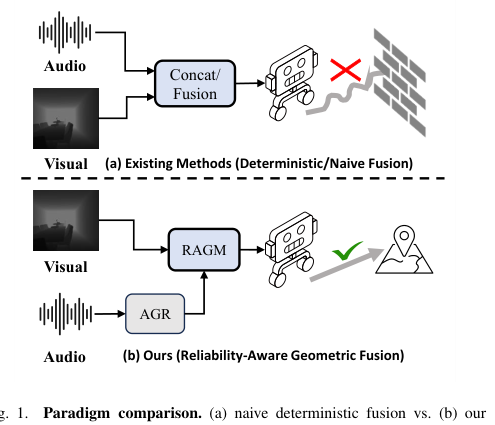 Audio
Concat/
Fusion
Visual
(a) Existing Methods (Deterministic/Naive Fusion)
Visual
RAGM
AGR
Audio
(b) Ours (Reliability-Aware Geometric Fusion)
g. 1. Paradigm comparison. (a) naive deterministic fusion vs. (b) our